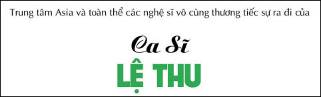 Trung tâm Asia và toàn thể các nghệ sĩ vô cùng thương tiếc sự ra đi của
Ca Sĩ
LỆ THU